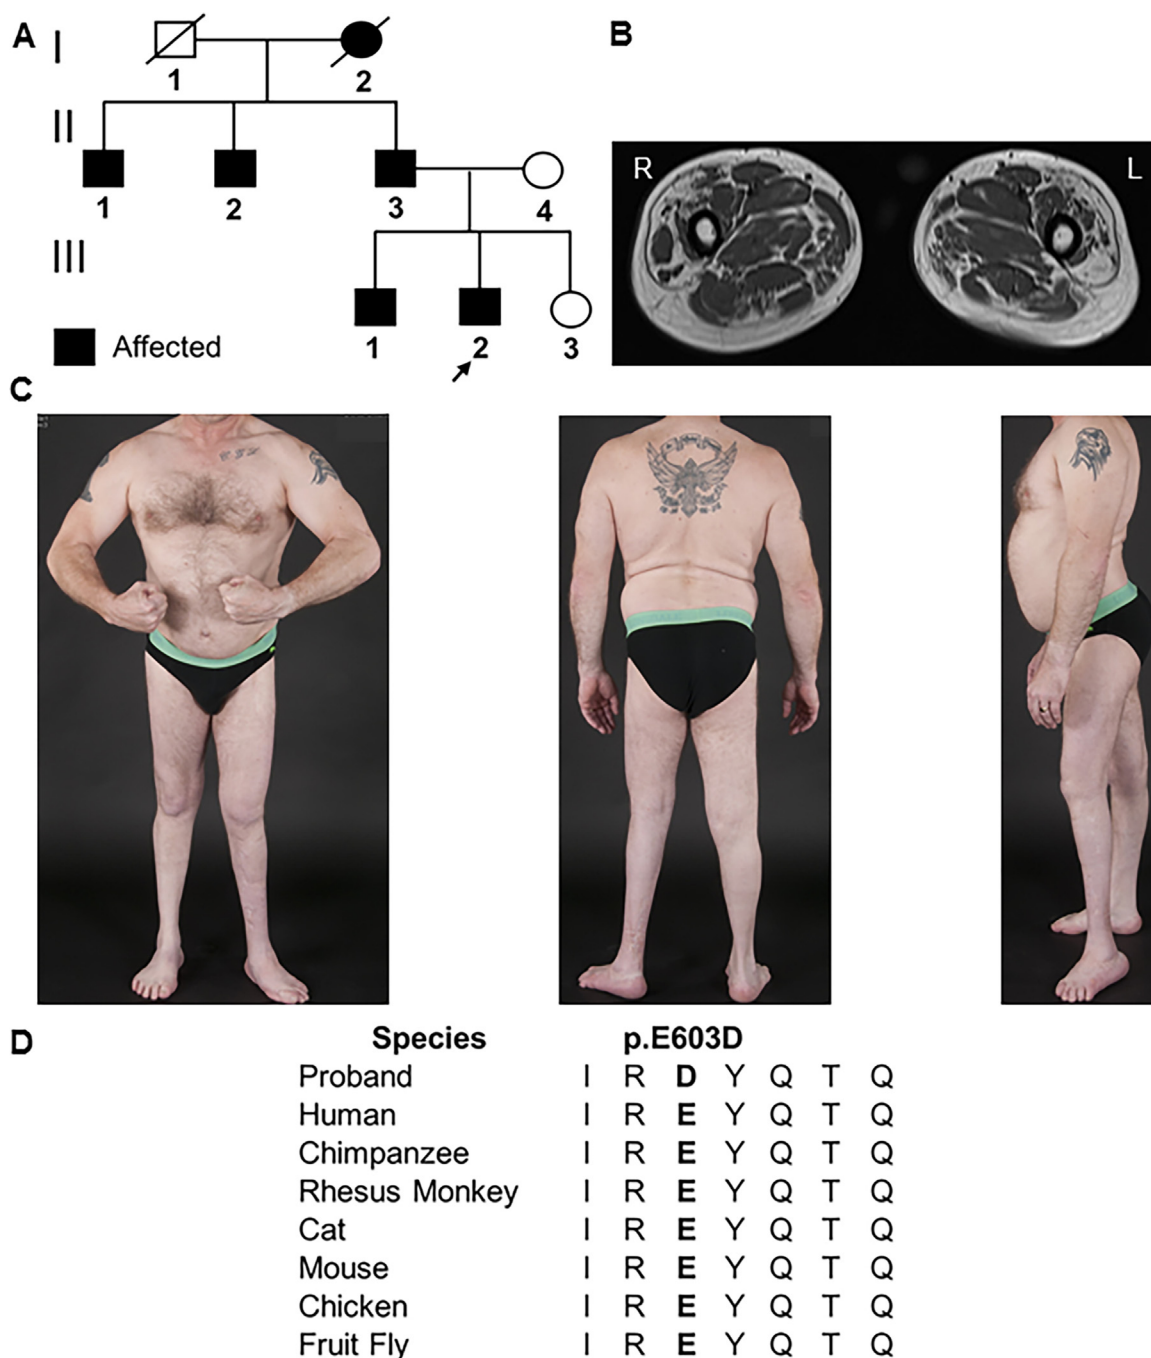 A
I
1
2
II
1
2
3
4
III
1
2
3
Affected
B
R
L
C
D
Species p.E603D
Proband I R D Y Q T Q
Human I R E Y Q T Q
Chimpanzee I R E Y Q T Q
Rhesus Monkey I R E Y Q T Q
Cat I R E Y Q T Q
Mouse I R E Y Q T Q
Chicken I R E Y Q T Q
Fruit Fly I R E Y Q T Q